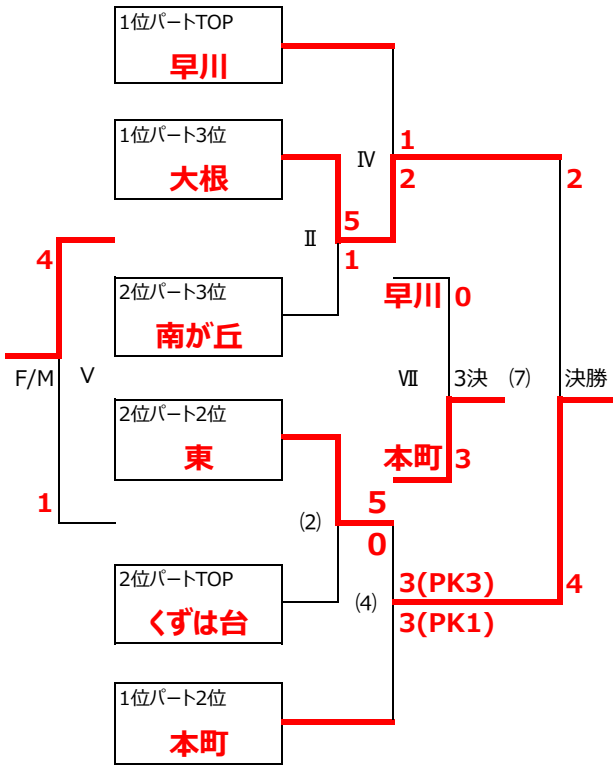 1位パートTOP
早川
1位パート3位
大根
Ⅳ
1
2
2
5
Ⅱ
1
4
2位パート3位
南が丘
早川 0
F/M Ⅴ
Ⅶ 3決 (7) 決勝
2位パート2位
東
本町 3
1
5
(2)
0
2位パートTOP
くずは台
3(PK3)
4
(4)
3(PK1)
1位パート2位
本町